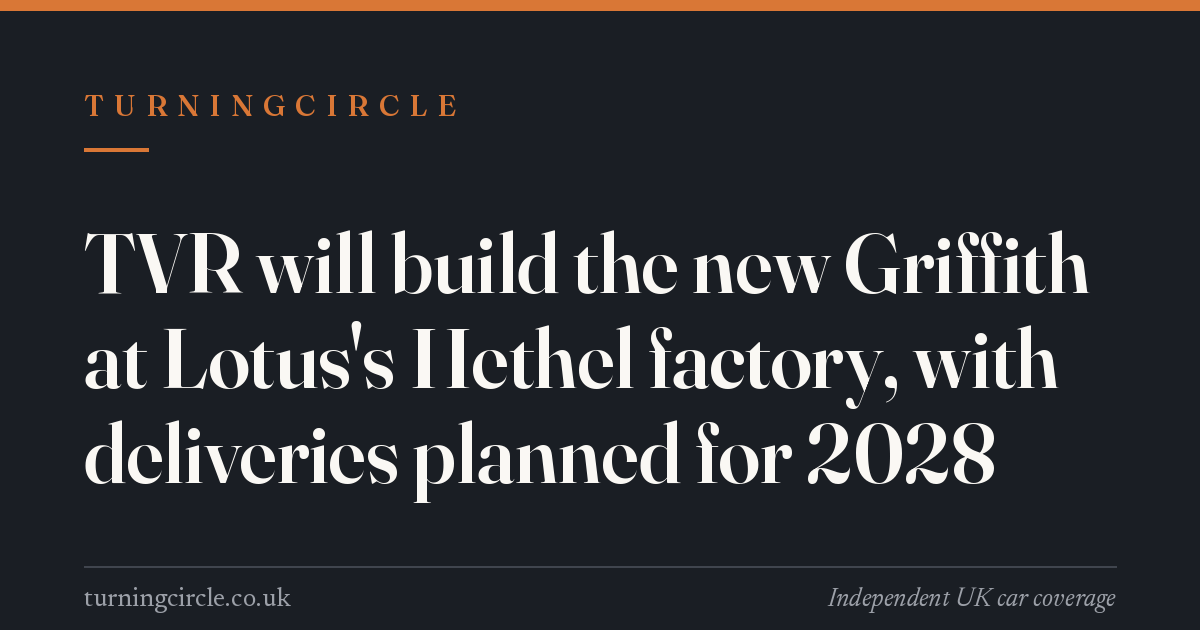 TURNINGCIRCLE
TVR will build the new Griffith
at Lotus's Hethel factory, with
deliveries planned for 2028
turningcircle.co.uk
Independent UK car coverage